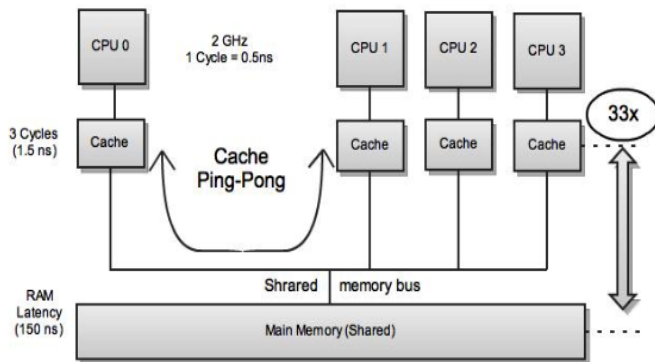 CPU 0
2 GHz
1 Cycle = 0.5ns
CPU 1
CPU 2
CPU 3
33x
3 Cycles
(1.5 ns)
Cache
Cache
Ping-Pong
Cache
Cache
Cache
Shrared memory bus
RAM
Latency
(150 ns)
Main Memory (Shared)